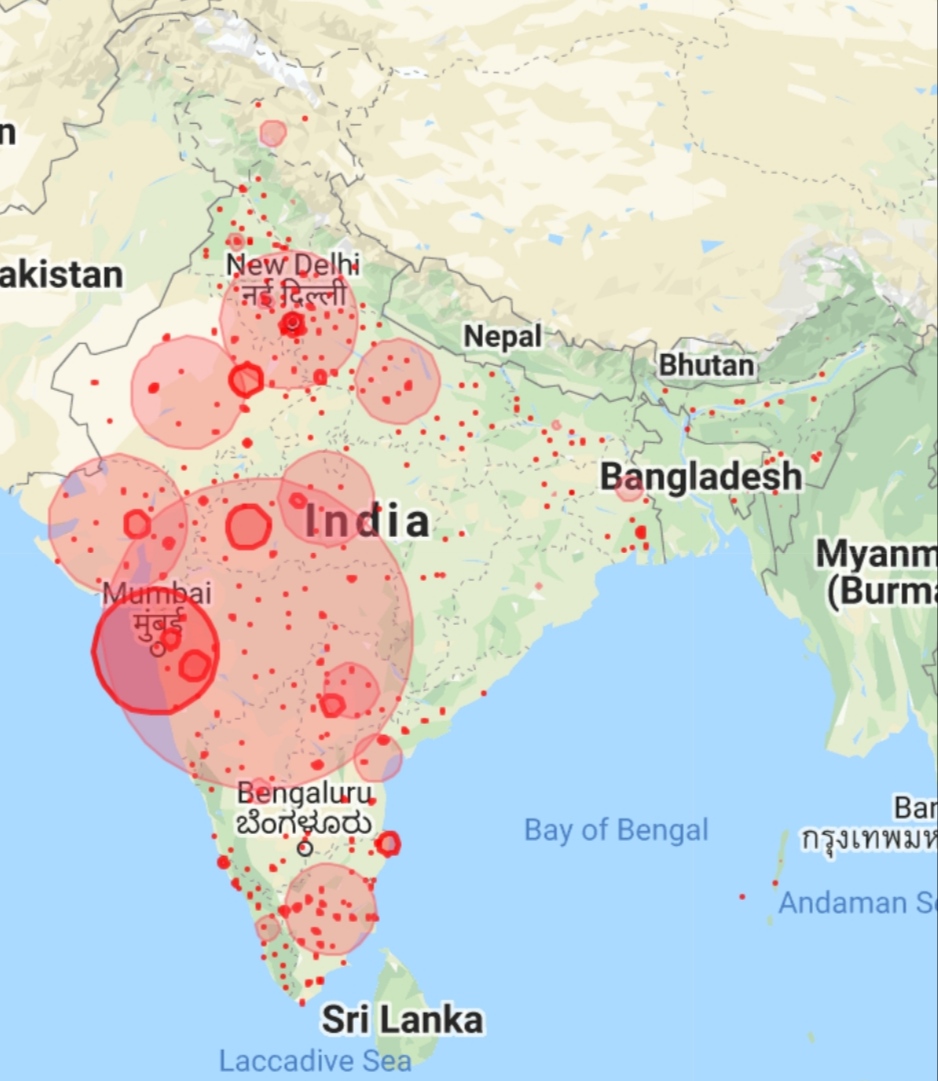 n
akistan
New Delhi
नई दिल्ली
Nepal
Bhutan
Bangladesh
India
Myanm
(Burma
Mumbai
मुंबई
Bengaluru
ಬೆಂಗಳೂರು
Bay of Bengal
Bar
กรุงเทพมห
Andaman Se
Sri Lanka
Laccadive Sea